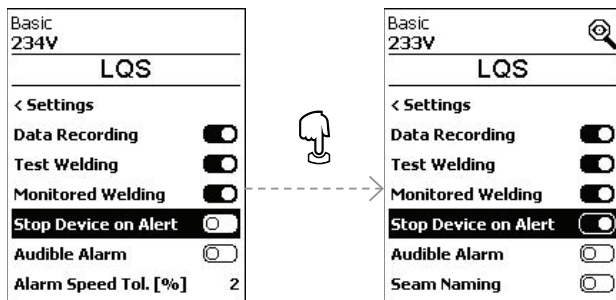 Basic
234V
LQS
< Settings
Data Recording
Test Welding
Monitored Welding
Stop Device on Alert
Audible Alarm
Alarm Speed Tol. [%] 2
Basic
233V
LQS
< Settings
Data Recording
Test Welding
Monitored Welding
Stop Device on Alert
Audible Alarm
Seam Naming